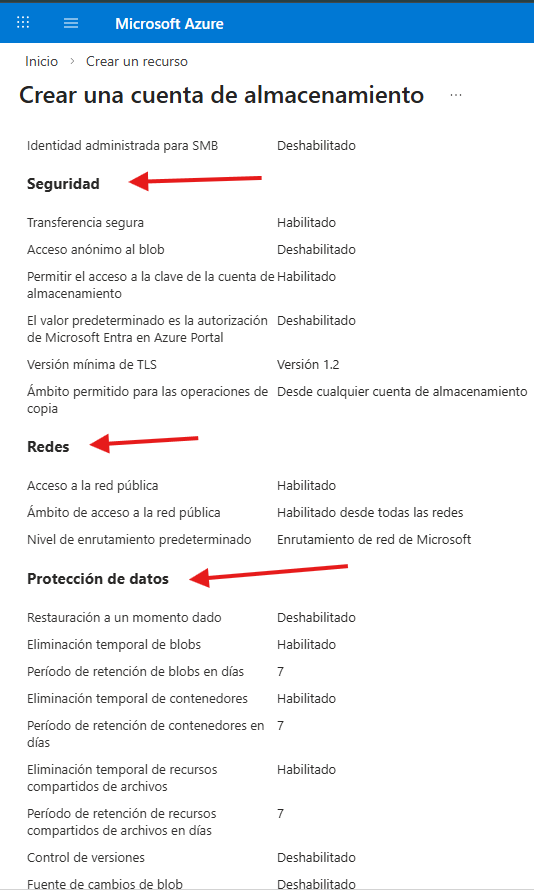 Microsoft Azure
Inicio > Crear un recurso
Crear una cuenta de almacenamiento ...
Identidad administrada para SMB Deshabilitado
Seguridad
Transferencia segura Habilitado
Acceso anónimo al blob Deshabilitado
Permitir el acceso a la clave de la cuenta de Habilitado
almacenamiento
El valor predeterminado es la autorización Deshabilitado
de Microsoft Entra en Azure Portal
Versión mínima de TLS Versión 1.2
Ámbito permitido para las operaciones de Desde cualquier cuenta de almacenamiento
copia
Redes
Acceso a la red pública Habilitado
Ámbito de acceso a la red pública Habilitado desde todas las redes
Nivel de enrutamiento predeterminado Enrutamiento de red de Microsoft
Protección de datos
Restauración a un momento dado Deshabilitado
Eliminación temporal de blobs Habilitado
Período de retención de blobs en días 7
Eliminación temporal de contenedores Habilitado
Período de retención de contenedores en 7
días
Eliminación temporal de recursos Habilitado
compartidos de archivos
Período de retención de recursos 7
compartidos de archivos en días
Control de versiones Deshabilitado
Fuente de cambios de blob Deshabilitado